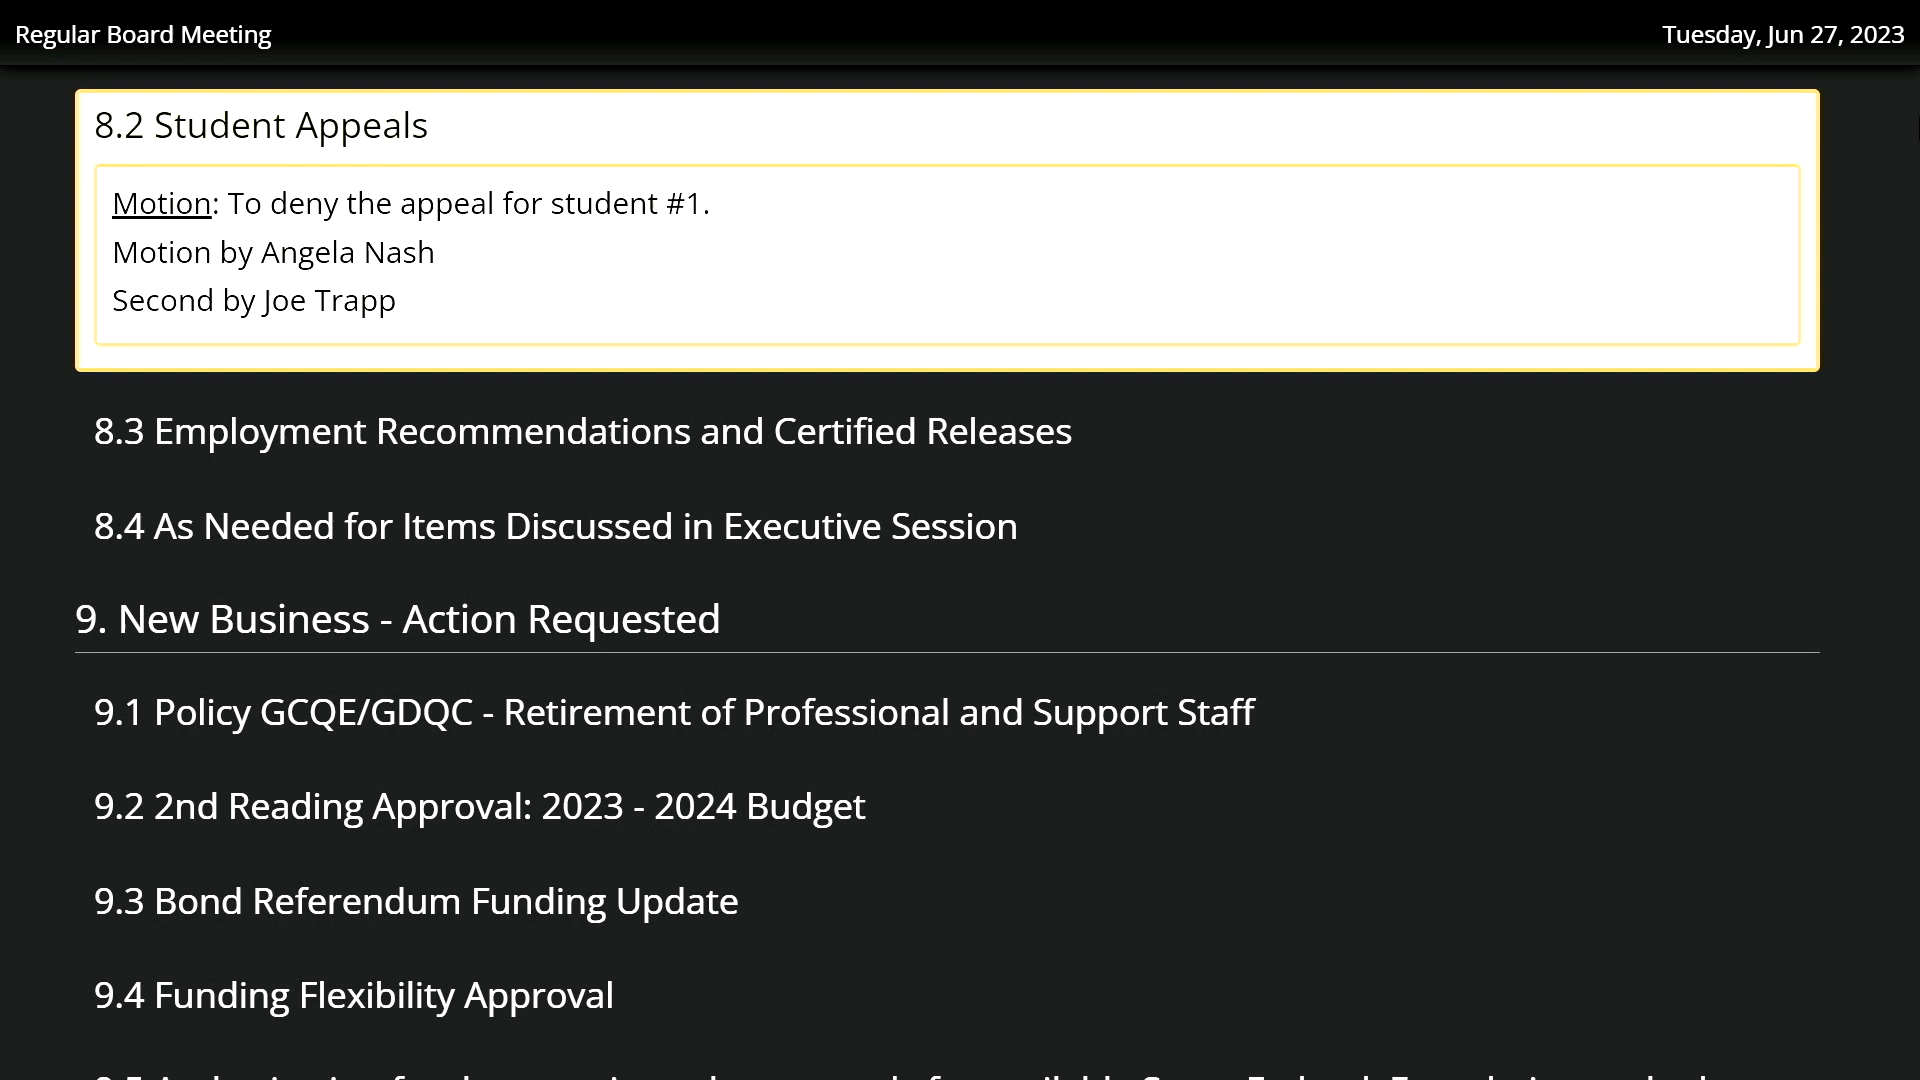 Regular Board Meeting
Tuesday, Jun 27, 2023
8.2 Student Appeals
Motion: To deny the appeal for student #1.
Motion by Angela Nash
Second by Joe Trapp
8.3 Employment Recommendations and Certified Releases
8.4 As Needed for Items Discussed in Executive Session
9. New Business - Action Requested
9.1 Policy GCQE/GDQC - Retirement of Professional and Support Staff
9.2 2nd Reading Approval: 2023 - 2024 Budget
9.3 Bond Referendum Funding Update
9.4 Funding Flexibility Approval